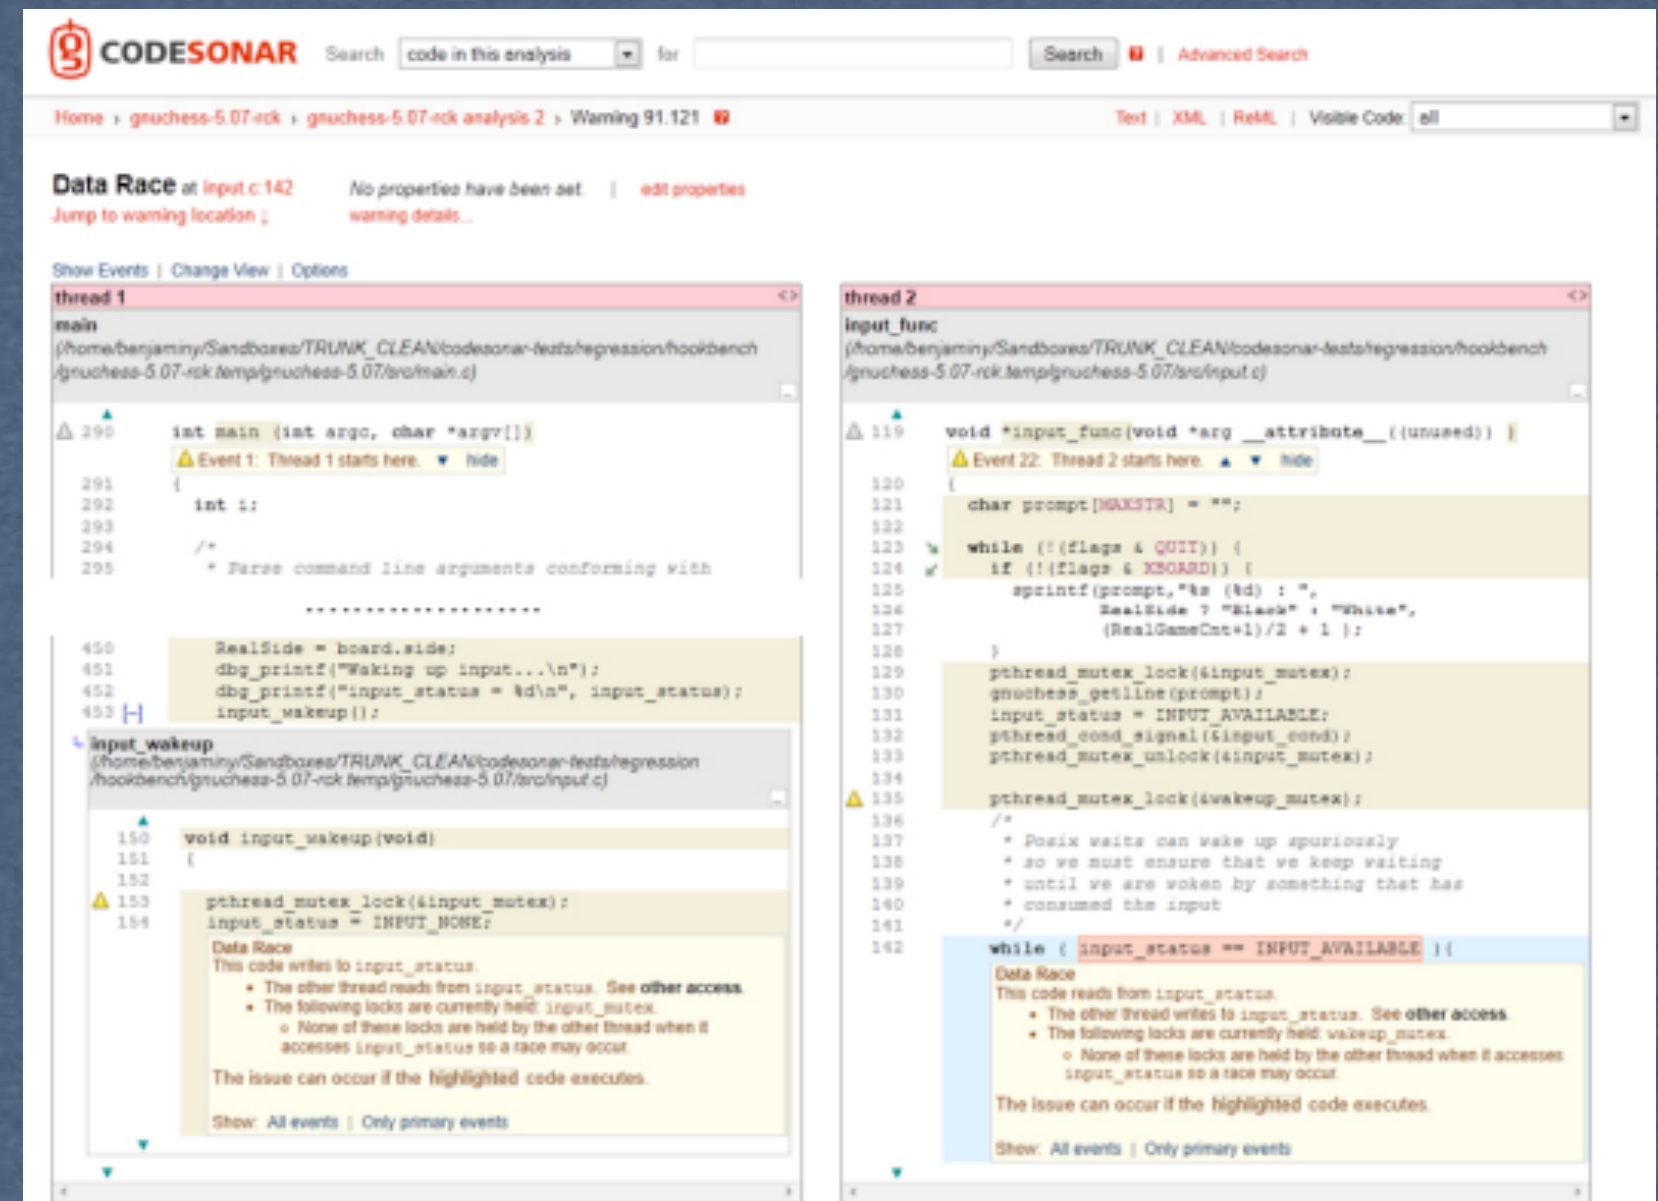 CODESONAR Search code in this analysis for Search ? | Advanced Search
Home › gnuchess-5.07-rck › gnuchess-5.07-rck analysis 2 › Warning 91.121 ? Text | XML | ReML | Visible Code: all
Data Race at input.c:142 No properties have been set. | edit properties
Jump to warning location ↓ warning details...
Show Events | Change View | Options
thread 1 <>
main
(/home/benjaminy/Sandboxes/TRUNK_CLEAN/codesonar-tests/regression/hookbench
/gnuchess-5.07-rck.temp/gnuchess-5.07/src/main.c)
290 int main (int argc, char *argv[])
Event 1: Thread 1 starts here. ▼ hide
291 {
292 int i;
293
294 /*
295 * Parse command line arguments conforming with
450 RealSide = board.side;
451 dbg_printf("Waking up input...\n");
452 dbg_printf("input_status = %d\n", input_status);
453 [-] input_wakeup();
input_wakeup
(/home/benjaminy/Sandboxes/TRUNK_CLEAN/codesonar-tests/regression
/hookbench/gnuchess-5.07-rck.temp/gnuchess-5.07/src/input.c)
150 void input_wakeup(void)
151 {
152
153 pthread_mutex_lock(&input_mutex);
154 input_status = INPUT_NONE;
Data Race
This code writes to input_status.
• The other thread reads from input_status. See other access.
• The following locks are currently held: input_mutex.
○ None of these locks are held by the other thread when it
accesses input_status so a race may occur.
The issue can occur if the highlighted code executes.
Show: All events | Only primary events
thread 2 <>
input_func
(/home/benjaminy/Sandboxes/TRUNK_CLEAN/codesonar-tests/regression/hookbench
/gnuchess-5.07-rck.temp/gnuchess-5.07/src/input.c)
119 void *input_func(void *arg __attribute__((unused)) )
Event 22: Thread 2 starts here. ▲ ▼ hide
120 {
121 char prompt[MAXSTR] = "";
122
123 while (!(flags & QUIT)) {
124 if (!(flags & XBOARD)) {
125 sprintf(prompt,"%s (%d) : ",
126 RealSide ? "Black" : "White",
127 (RealGameCnt+1)/2 + 1 );
128 }
129 pthread_mutex_lock(&input_mutex);
130 gnuchess_getline(prompt);
131 input_status = INPUT_AVAILABLE;
132 pthread_cond_signal(&input_cond);
133 pthread_mutex_unlock(&input_mutex);
134
135 pthread_mutex_lock(&wakeup_mutex);
136 /*
137 * Posix waits can wake up spuriously
138 * so we must ensure that we keep waiting
139 * until we are woken by something that has
140 * consumed the input
141 */
142 while ( input_status == INPUT_AVAILABLE ){
Data Race
This code reads from input_status.
• The other thread writes to input_status. See other access.
• The following locks are currently held: wakeup_mutex.
○ None of these locks are held by the other thread when it accesses
input_status so a race may occur.
The issue can occur if the highlighted code executes.
Show: All events | Only primary events